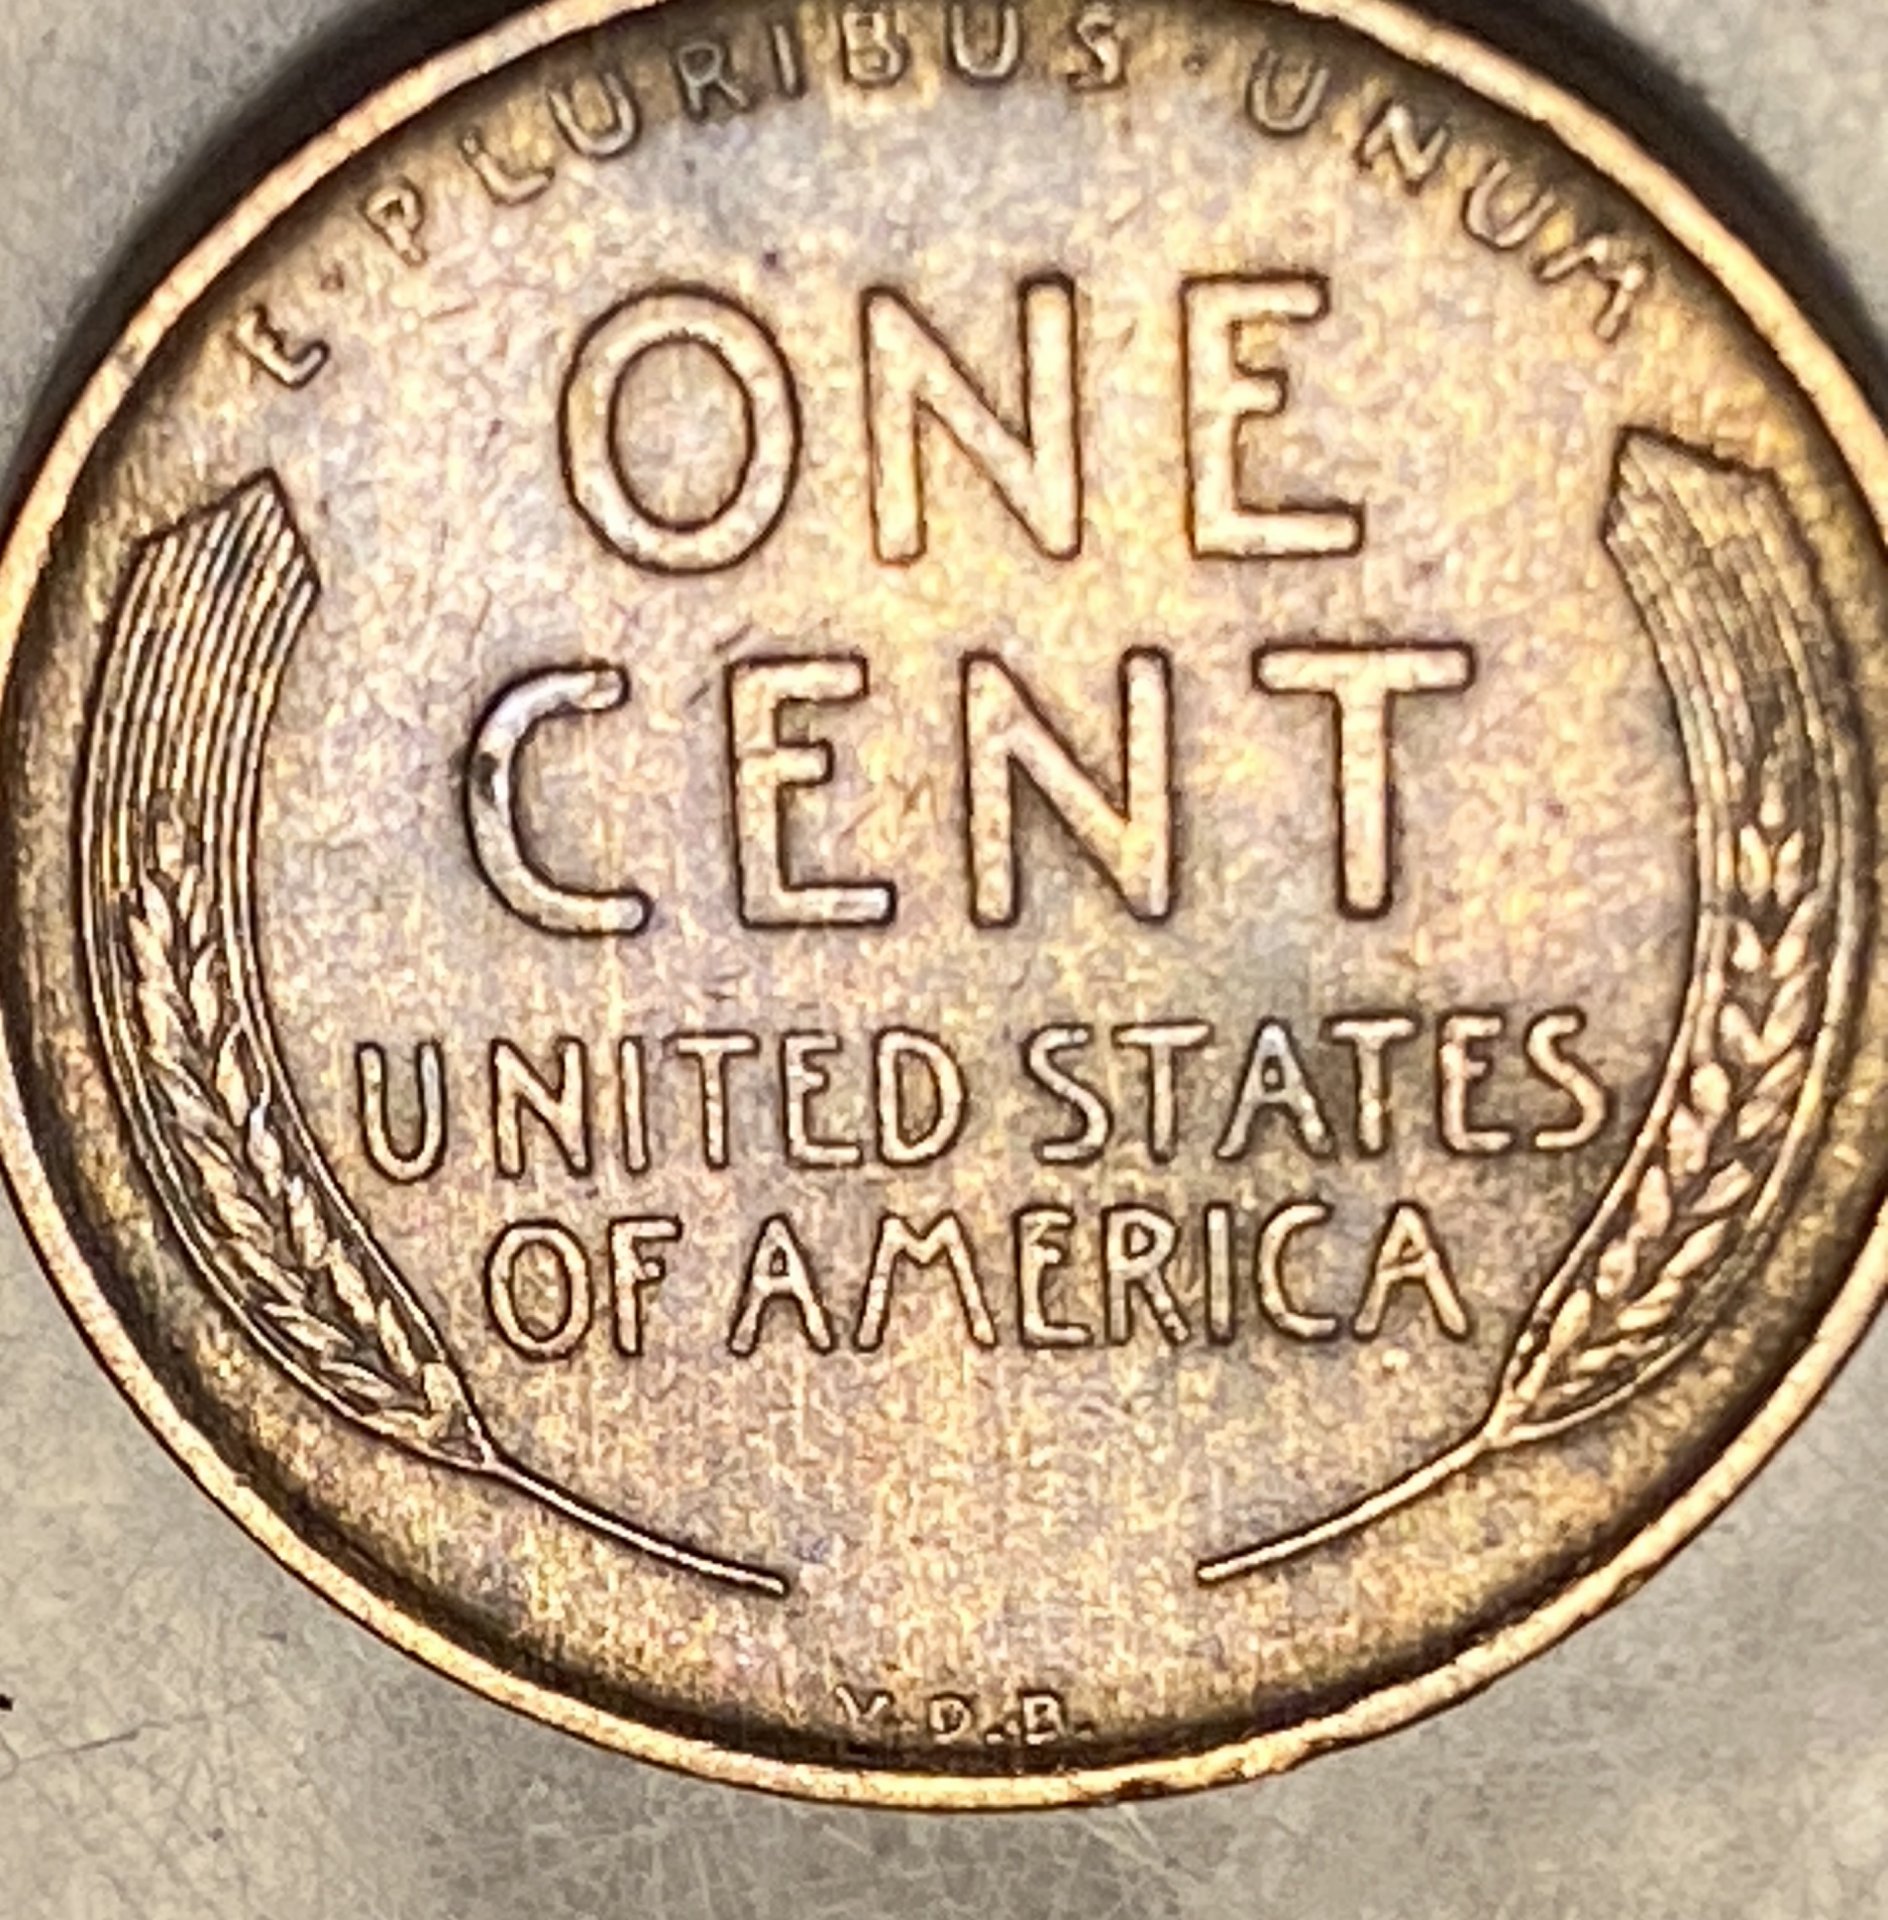 E·PLURIBUS·UNUM
ONE
CENT
UNITED STATES
OF AMERICA
V.D.B.